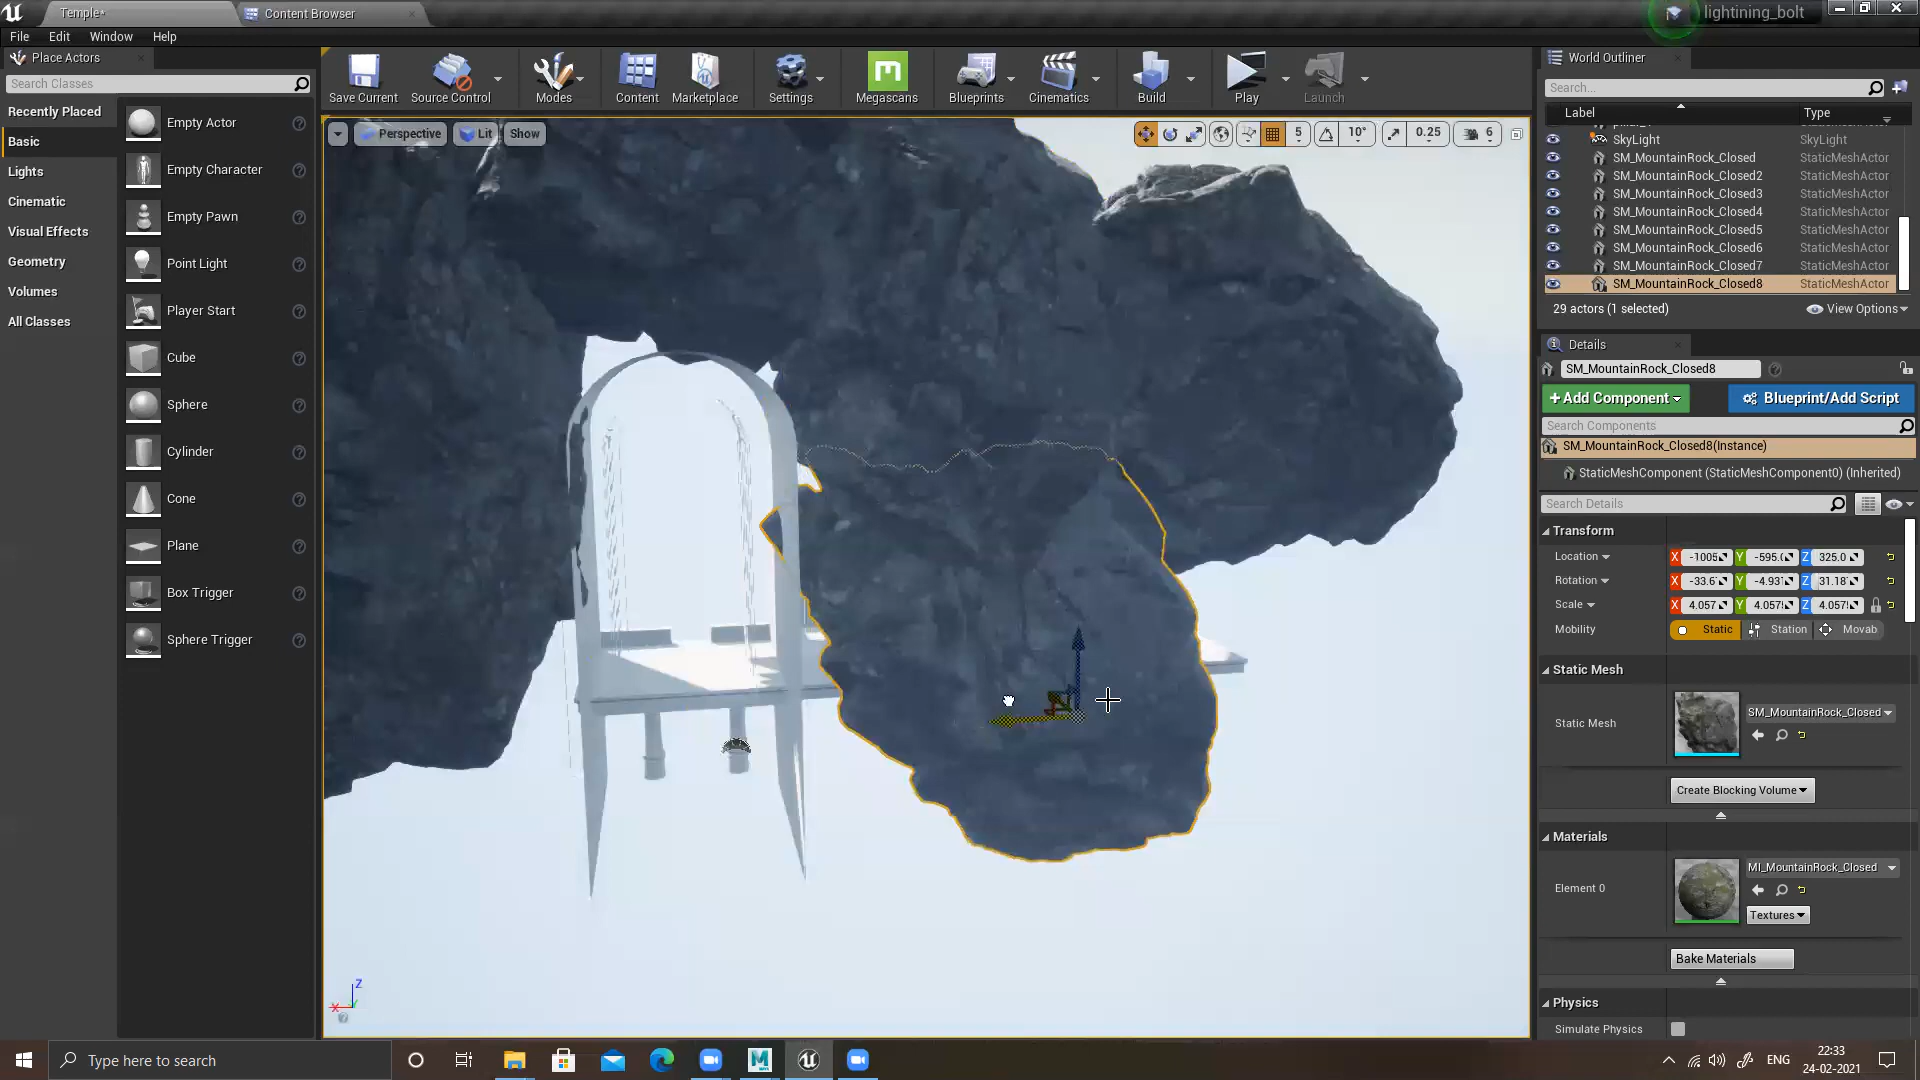 Temple*
Content Browser
lightining_bolt
File Edit Window Help
Place Actors
Search Classes
Recently Placed
Basic
Lights
Cinematic
Visual Effects
Geometry
Volumes
All Classes
Empty Actor
Empty Character
Empty Pawn
Point Light
Player Start
Cube
Sphere
Cylinder
Cone
Plane
Box Trigger
Sphere Trigger
Save Current
Source Control
Modes
Content
Marketplace
Settings
Megascans
Blueprints
Cinematics
Build
Play
Launch
Perspective Lit Show
5 10° 0.25 6
Z
X
World Outliner
Search...
Label Type
SkyLight SkyLight
SM_MountainRock_Closed StaticMeshActor
SM_MountainRock_Closed2 StaticMeshActor
SM_MountainRock_Closed3 StaticMeshActor
SM_MountainRock_Closed4 StaticMeshActor
SM_MountainRock_Closed5 StaticMeshActor
SM_MountainRock_Closed6 StaticMeshActor
SM_MountainRock_Closed7 StaticMeshActor
SM_MountainRock_Closed8 StaticMeshActor
29 actors (1 selected) View Options
Details
SM_MountainRock_Closed8
+Add Component Blueprint/Add Script
Search Components
SM_MountainRock_Closed8(Instance)
StaticMeshComponent (StaticMeshComponent0) (Inherited)
Search Details
Transform
Location X -1005 Y -595.0 Z 325.0
Rotation X -33.6 Y -4.93 Z 31.18
Scale X 4.057 Y 4.057 Z 4.057
Mobility Static Station Movab
Static Mesh
Static Mesh SM_MountainRock_Closed
Create Blocking Volume
Materials
Element 0 MI_MountainRock_Closed
Textures
Bake Materials
Physics
Simulate Physics
Type here to search
M
ENG
22:33
24-02-2021